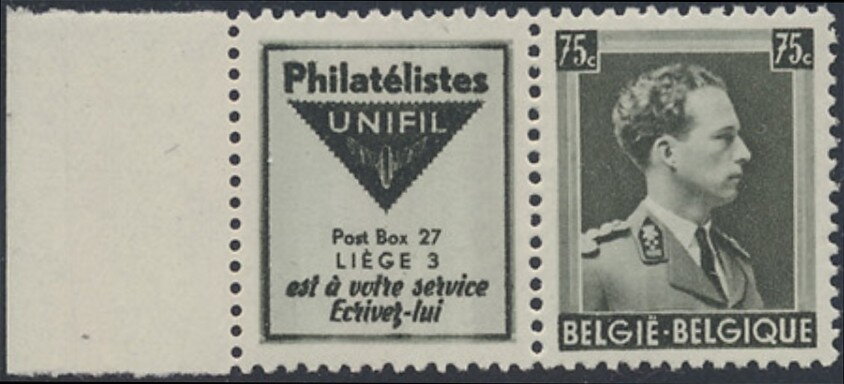 Philatélistes
UNIFIL
Post Box 27
LIÈGE 3
est à votre service
Ecrivez-lui
75c 75c
BELGIË·BELGIQUE